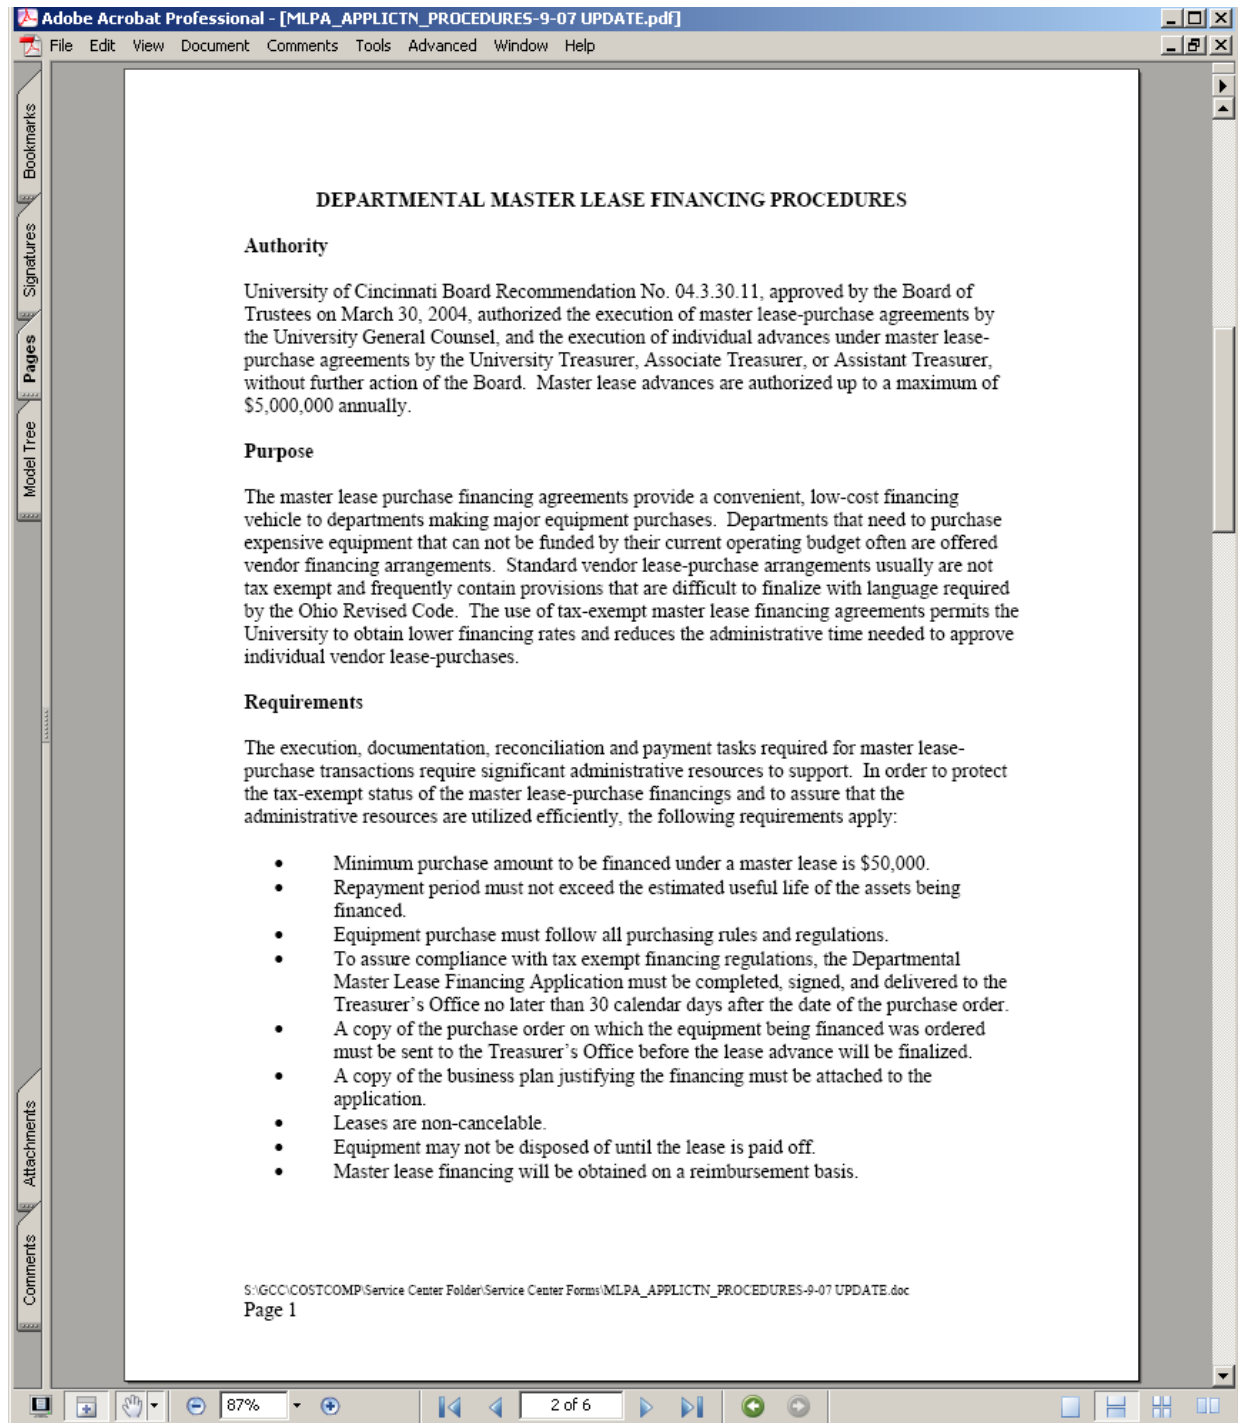 Adobe Acrobat Professional - [MLPA_APPLICTN_PROCEDURES-9-07 UPDATE.pdf]
File Edit View Document Comments Tools Advanced Window Help
Bookmarks
Signatures
Pages
Model Tree
Attachments
Comments
DEPARTMENTAL MASTER LEASE FINANCING PROCEDURES
Authority
University of Cincinnati Board Recommendation No. 04.3.30.11, approved by the Board of
Trustees on March 30, 2004, authorized the execution of master lease-purchase agreements by
the University General Counsel, and the execution of individual advances under master lease-
purchase agreements by the University Treasurer, Associate Treasurer, or Assistant Treasurer,
without further action of the Board. Master lease advances are authorized up to a maximum of
$5,000,000 annually.
Purpose
The master lease purchase financing agreements provide a convenient, low-cost financing
vehicle to departments making major equipment purchases. Departments that need to purchase
expensive equipment that can not be funded by their current operating budget often are offered
vendor financing arrangements. Standard vendor lease-purchase arrangements usually are not
tax exempt and frequently contain provisions that are difficult to finalize with language required
by the Ohio Revised Code. The use of tax-exempt master lease financing agreements permits the
University to obtain lower financing rates and reduces the administrative time needed to approve
individual vendor lease-purchases.
Requirements
The execution, documentation, reconciliation and payment tasks required for master lease-
purchase transactions require significant administrative resources to support. In order to protect
the tax-exempt status of the master lease-purchase financings and to assure that the
administrative resources are utilized efficiently, the following requirements apply:
• Minimum purchase amount to be financed under a master lease is $50,000.
• Repayment period must not exceed the estimated useful life of the assets being
financed.
• Equipment purchase must follow all purchasing rules and regulations.
• To assure compliance with tax exempt financing regulations, the Departmental
Master Lease Financing Application must be completed, signed, and delivered to the
Treasurer's Office no later than 30 calendar days after the date of the purchase order.
• A copy of the purchase order on which the equipment being financed was ordered
must be sent to the Treasurer's Office before the lease advance will be finalized.
• A copy of the business plan justifying the financing must be attached to the
application.
• Leases are non-cancelable.
• Equipment may not be disposed of until the lease is paid off.
• Master lease financing will be obtained on a reimbursement basis.
S:\GCC\COSTCOMP\Service Center Folder\Service Center Forms\MLPA_APPLICTN_PROCEDURES-9-07 UPDATE.doc
Page 1
87%
2 of 6